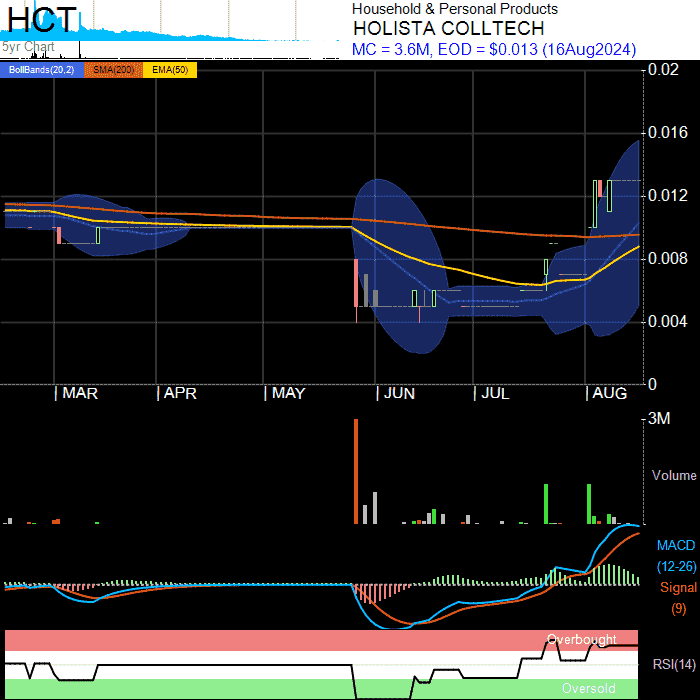 HCT
5yr Chart
Household & Personal Products
HOLISTA COLLTECH
MC = 3.6M, EOD = $0.013 (16Aug2024)
BollBands(20,2) SMA(200) EMA(50)
0.02
0.016
0.012
0.008
0.004
0
MAR APR MAY JUN JUL AUG
3M
Volume
MACD
(12-26)
Signal
(9)
Overbought
RSI(14)
Oversold